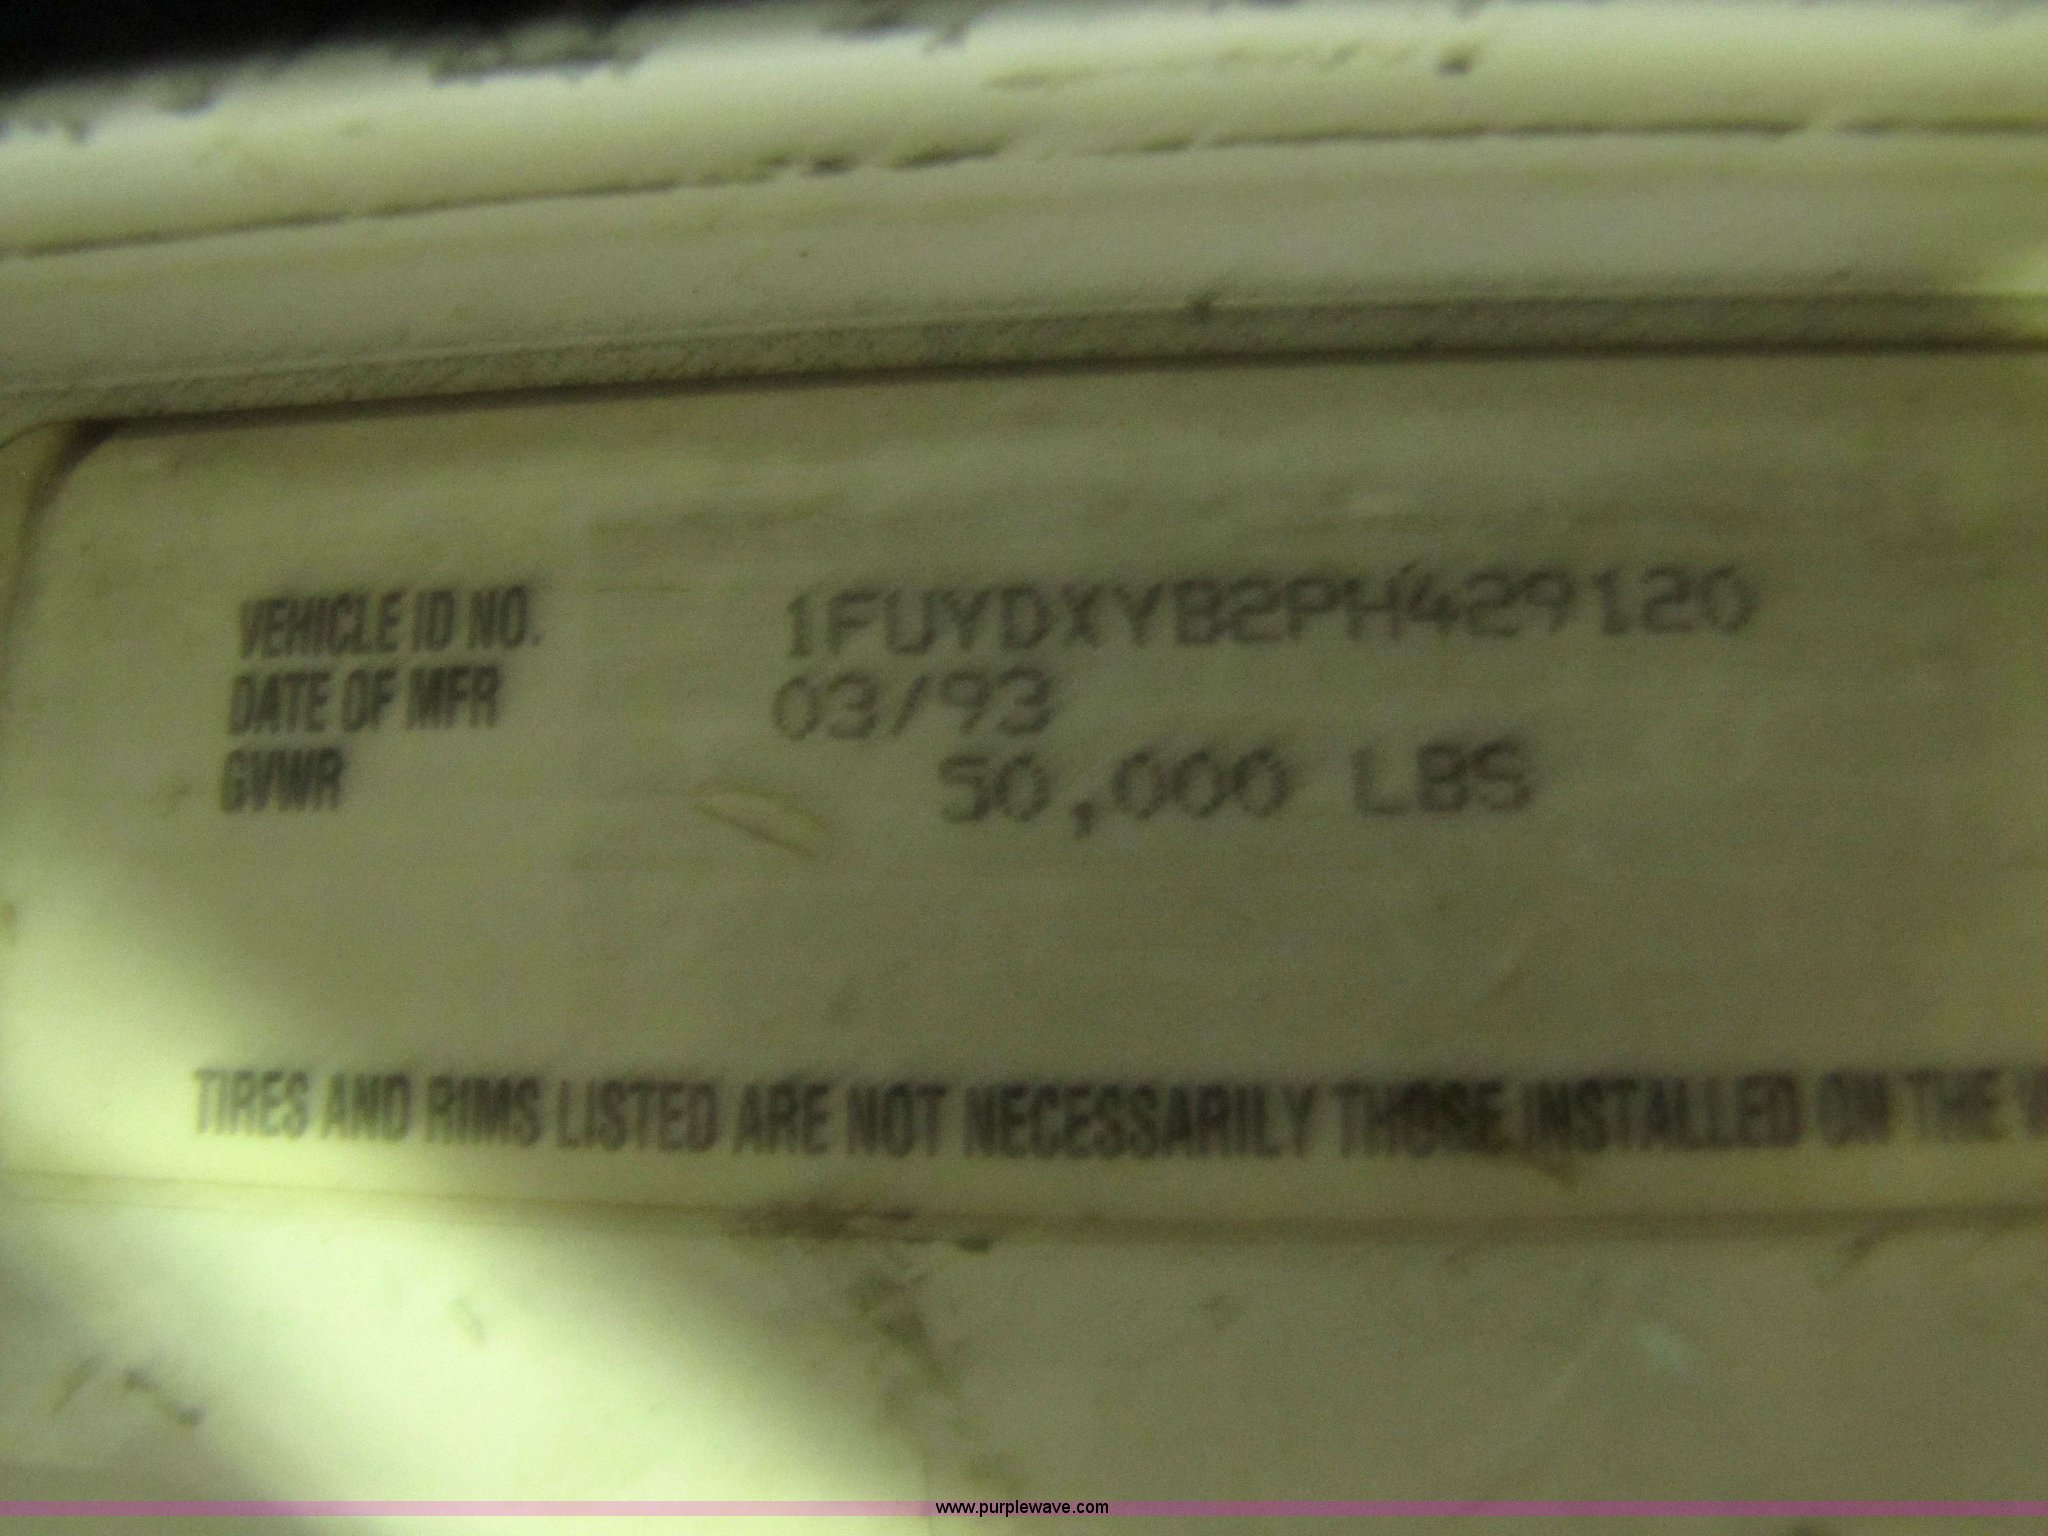 VEHICLE ID NO. 1FUYDXYB2PH429120
DATE OF MFR 03/93
GVWR 50,000 LBS
TIRES AND RIMS LISTED ARE NOT NECESSARILY THOSE INSTALLED ON THE
www.purplewave.com